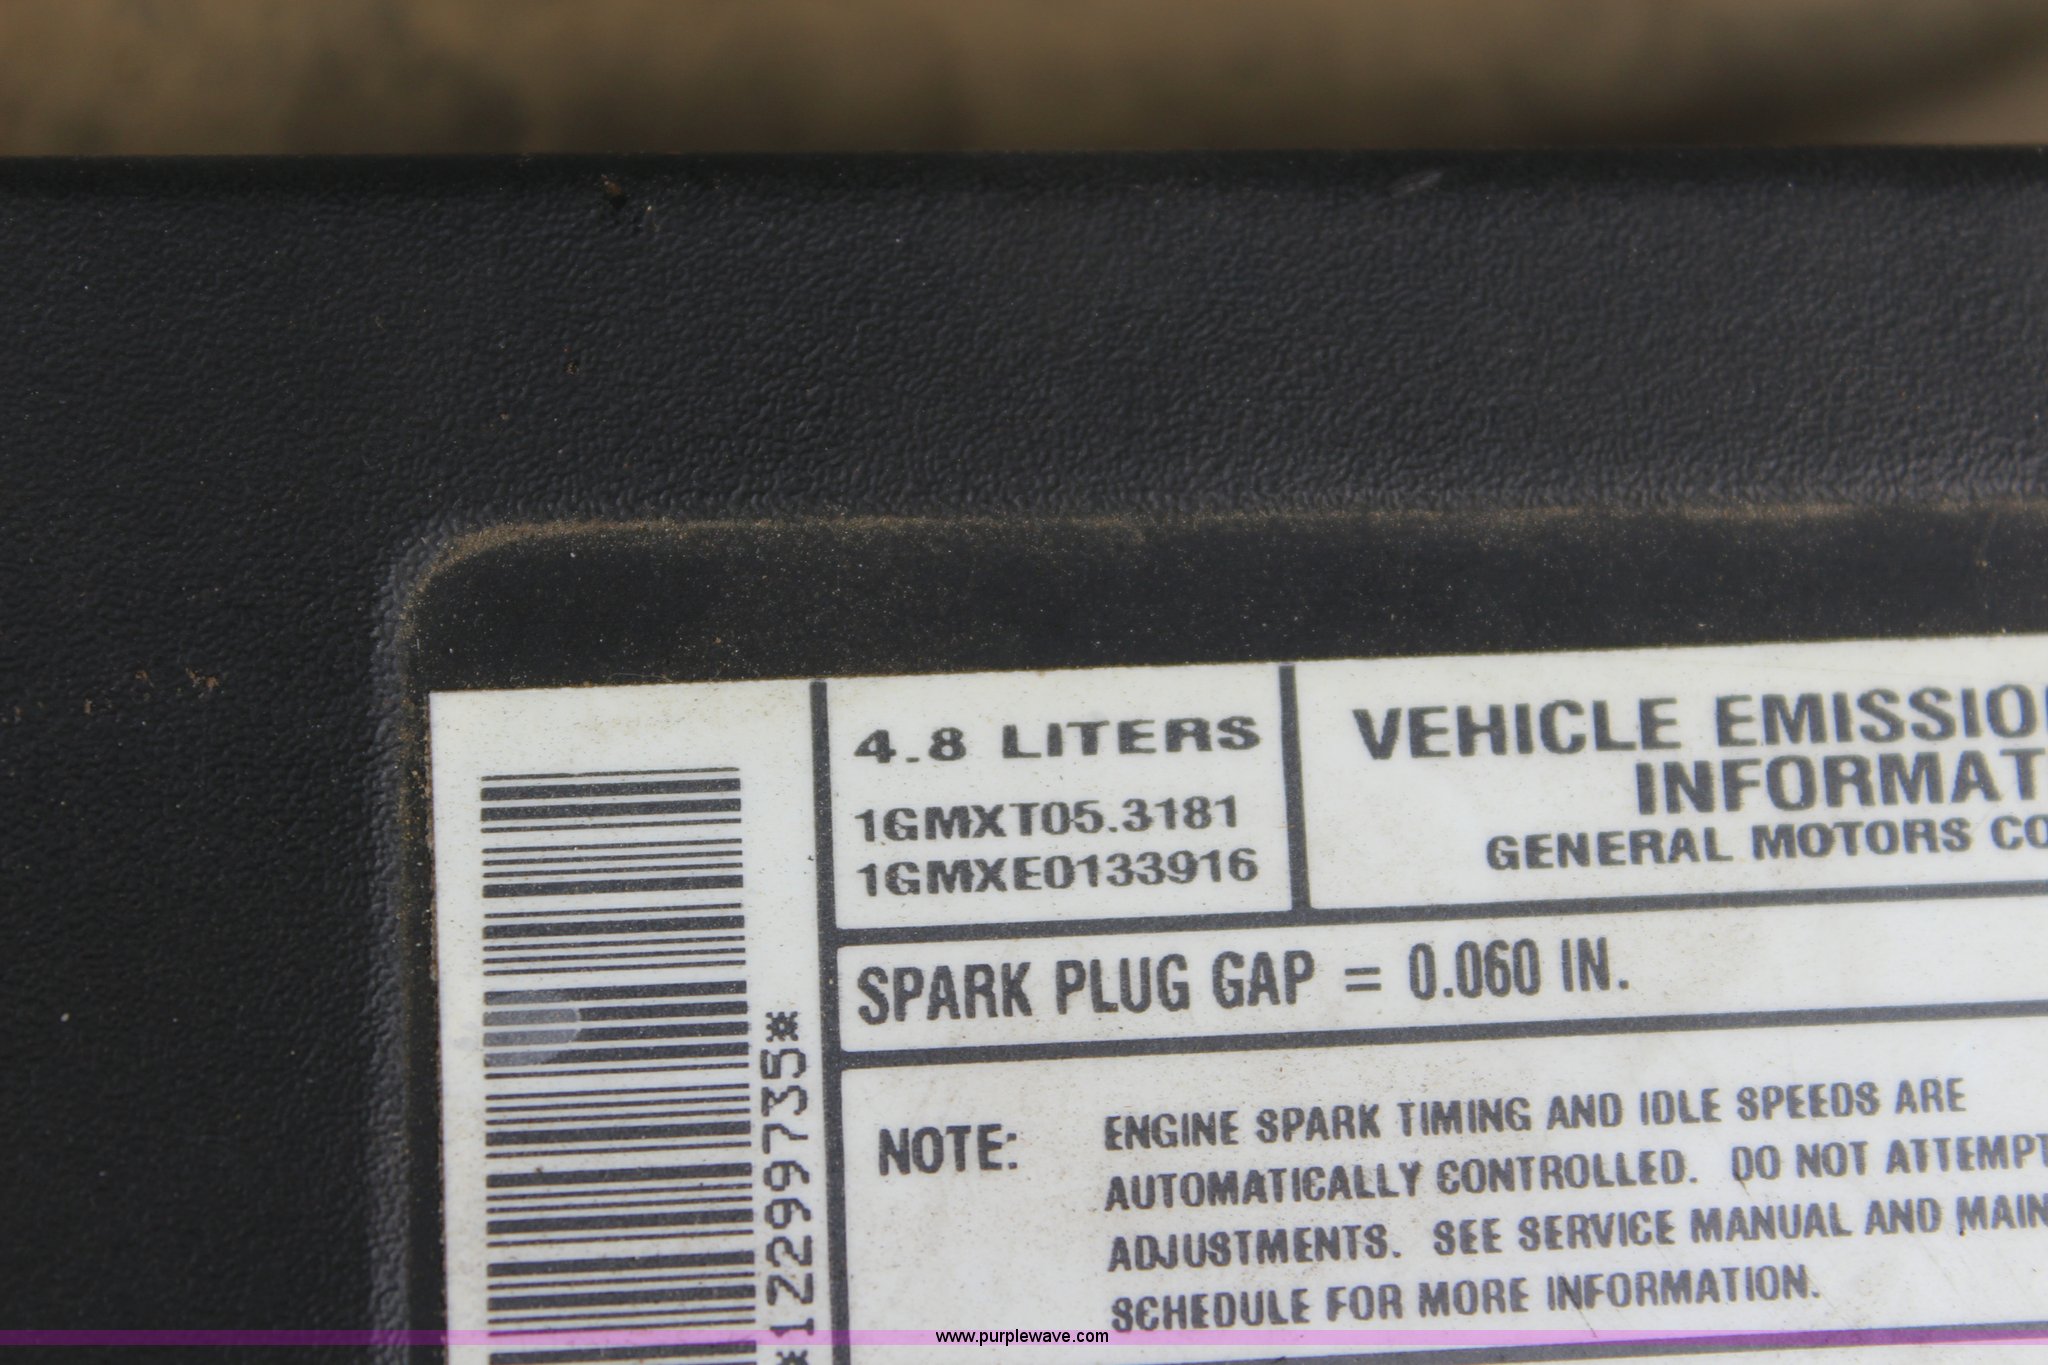 4.8 LITERS
1GMXT05.3181
1GMXE0133916
VEHICLE EMISSIO
INFORMAT
GENERAL MOTORS CO
SPARK PLUG GAP = 0.060 IN.
NOTE: ENGINE SPARK TIMING AND IDLE SPEEDS ARE
AUTOMATICALLY CONTROLLED. DO NOT ATTEMPT
ADJUSTMENTS. SEE SERVICE MANUAL AND MAIN
SCHEDULE FOR MORE INFORMATION.
*12299735*
www.purplewave.com